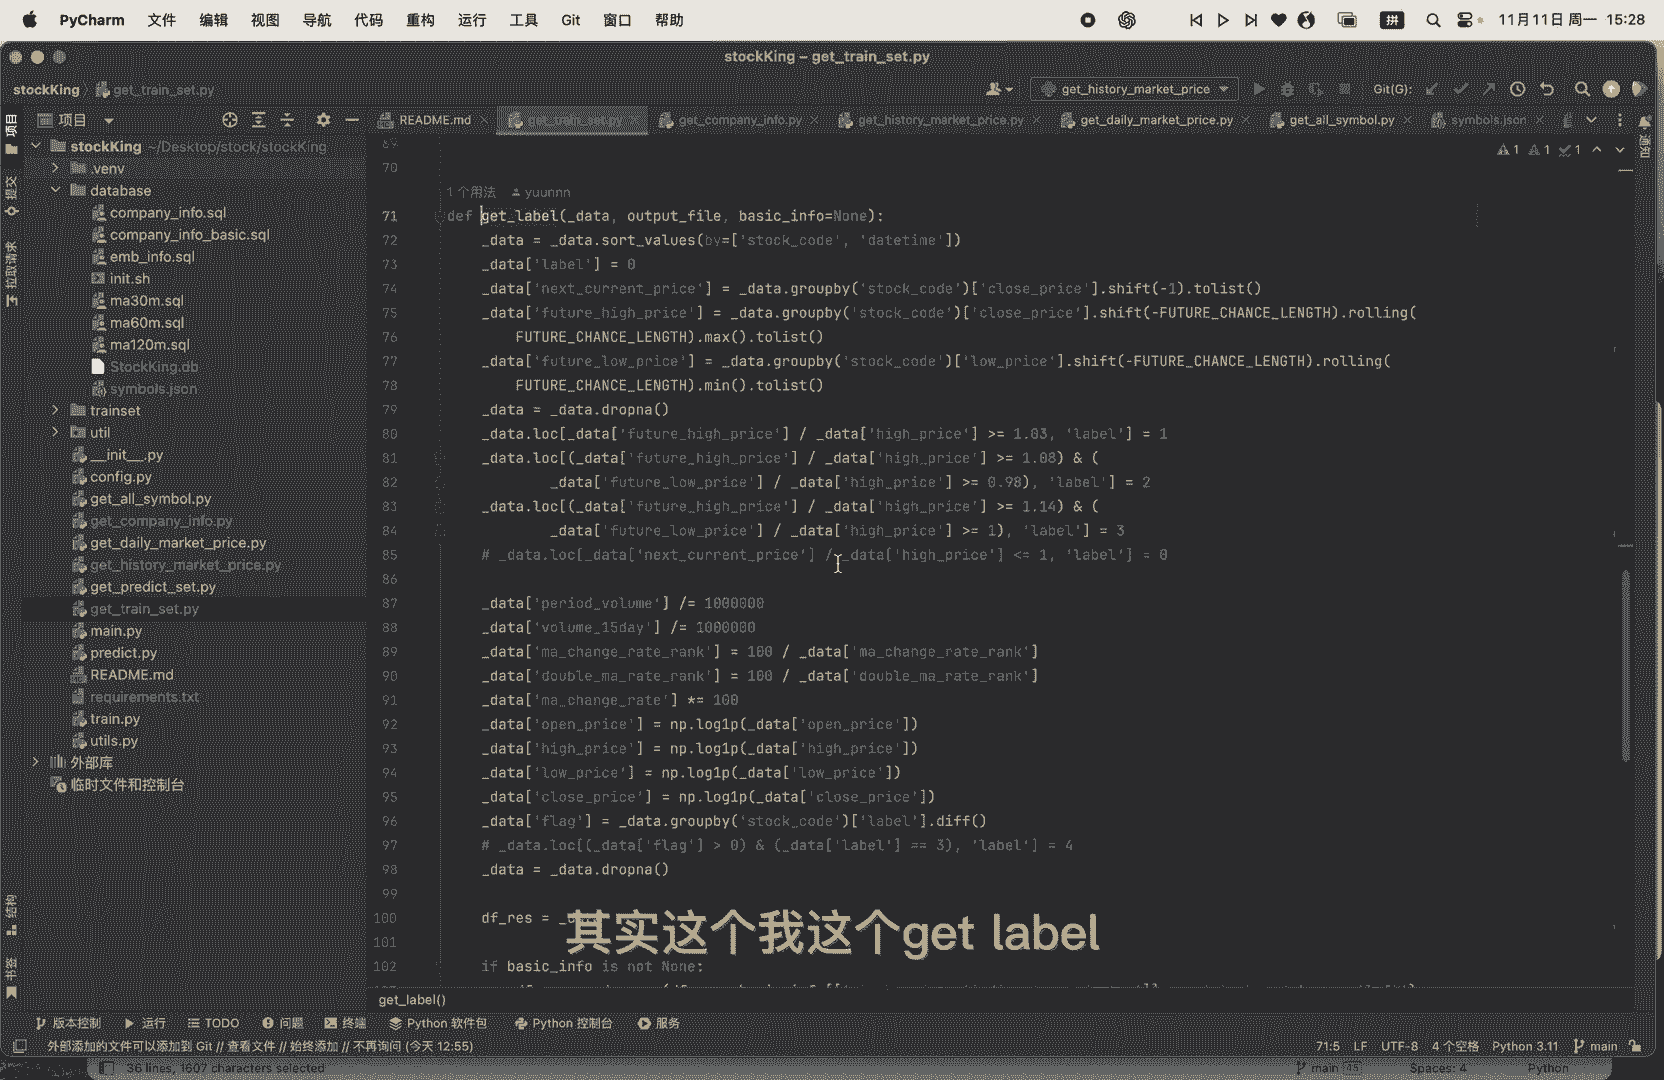 PyCharm 文件 编辑 视图 导航 代码 重构 运行 工具 Git 窗口 帮助 拼 11月11日 周一 15:28
stockKing – get_train_set.py
stockKing get_train_set.py get_history_market_price Git(G):
项目 README.md get_train_set.py get_company_info.py get_history_market_price.py get_daily_market_price.py get_all_symbol.py symbols.json
项目
提交
拉取请求
结构
书签
通知
stockKing ~/Desktop/stock/stockKing
.venv
database
company_info.sql
company_info_basic.sql
emb_info.sql
init.sh
ma30m.sql
ma60m.sql
ma120m.sql
StockKing.db
symbols.json
trainset
util
__init__.py
config.py
get_all_symbol.py
get_company_info.py
get_daily_market_price.py
get_history_market_price.py
get_predict_set.py
get_train_set.py
main.py
predict.py
README.md
requirements.txt
train.py
utils.py
外部库
临时文件和控制台
1 1 1
69
70
1 个用法 yuunnn
71 def get_label(_data, output_file, basic_info=None):
72 _data = _data.sort_values(by=['stock_code', 'datetime'])
73 _data['label'] = 0
74 _data['next_current_price'] = _data.groupby('stock_code')['close_price'].shift(-1).tolist()
75 _data['future_high_price'] = _data.groupby('stock_code')['close_price'].shift(-FUTURE_CHANCE_LENGTH).rolling(
76 FUTURE_CHANCE_LENGTH).max().tolist()
77 _data['future_low_price'] = _data.groupby('stock_code')['low_price'].shift(-FUTURE_CHANCE_LENGTH).rolling(
78 FUTURE_CHANCE_LENGTH).min().tolist()
79 _data = _data.dropna()
80 _data.loc[_data['future_high_price'] / _data['high_price'] >= 1.03, 'label'] = 1
81 _data.loc[(_data['future_high_price'] / _data['high_price'] >= 1.08) & (
82 _data['future_low_price'] / _data['high_price'] >= 0.98), 'label'] = 2
83 _data.loc[(_data['future_high_price'] / _data['high_price'] >= 1.14) & (
84 _data['future_low_price'] / _data['high_price'] >= 1), 'label'] = 3
85 # _data.loc[_data['next_current_price'] / _data['high_price'] <= 1, 'label'] = 0
86
87 _data['period_volume'] /= 1000000
88 _data['volume_15day'] /= 1000000
89 _data['ma_change_rate_rank'] = 100 / _data['ma_change_rate_rank']
90 _data['double_ma_rate_rank'] = 100 / _data['double_ma_rate_rank']
91 _data['ma_change_rate'] *= 100
92 _data['open_price'] = np.log1p(_data['open_price'])
93 _data['high_price'] = np.log1p(_data['high_price'])
94 _data['low_price'] = np.log1p(_data['low_price'])
95 _data['close_price'] = np.log1p(_data['close_price'])
96 _data['flag'] = _data.groupby('stock_code')['label'].diff()
97 # _data.loc[(_data['flag'] > 0) & (_data['label'] == 3), 'label'] = 4
98 _data = _data.dropna()
99
100 df_res =
其实这个我这个get label
101
102 if basic_info is not None:
get_label()
版本控制 运行 TODO 问题 终端 Python 软件包 Python 控制台 服务
外部添加的文件可以添加到 Git // 查看文件 // 始终添加 // 不再询问 (今天 12:55) 71:5 LF UTF-8 4 个空格 Python 3.11 main
36 lines, 1607 characters selected main 45 Spaces: 4 Python